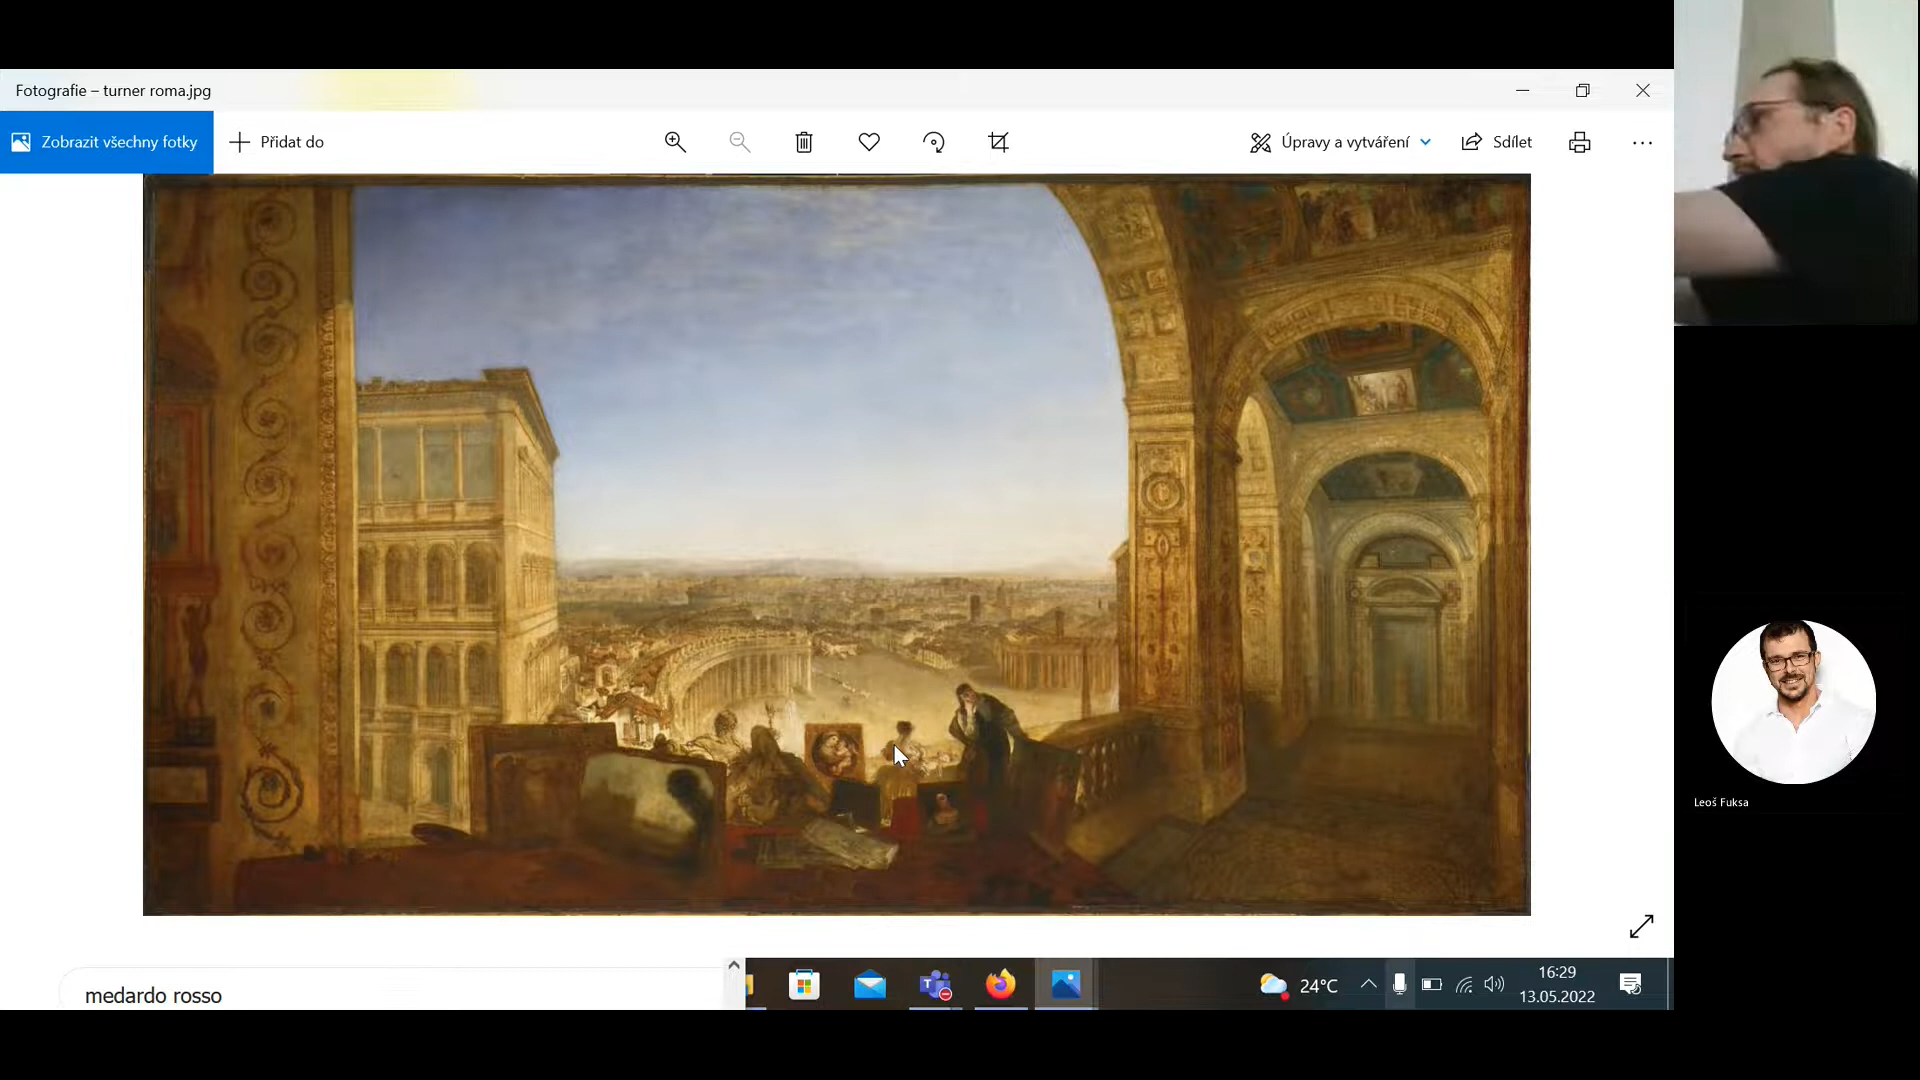 Fotografie – turner roma.jpg
Zobrazit všechny fotky
Přidat do
Úpravy a vytváření
Sdílet
Leoš Fuksa
medardo rosso
24°C
16:29
13.05.2022